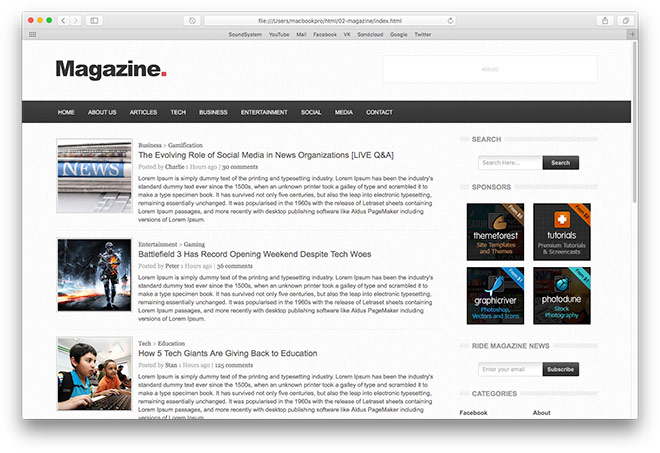 file:///Users/macbookpro/html/02-magazine/index.html
SoundSystem YouTube Mail Facebook VK Soundcloud Google Twitter
Magazine.
HOME ABOUT US ARTICLES TECH BUSINESS ENTERTAINMENT SOCIAL MEDIA CONTACT
Business > Gamification
The Evolving Role of Social Media in News Organizations [LIVE Q&A]
Posted by Charlie 1 Hours ago | 30 comments
Lorem Ipsum is simply dummy text of the printing and typesetting industry. Lorem Ipsum has been the industry's
standard dummy text ever since the 1500s, when an unknown printer took a galley of type and scrambled it to
make a type specimen book. It has survived not only five centuries, but also the leap into electronic typesetting,
remaining essentially unchanged. It was popularised in the 1960s with the release of Letraset sheets containing
Lorem Ipsum passages, and more recently with desktop publishing software like Aldus PageMaker including
versions of Lorem Ipsum.
NEWS
Entertainment > Gaming
Battlefield 3 Has Record Opening Weekend Despite Tech Woes
Posted by Peter 1 Hours ago | 36 comments
Lorem Ipsum is simply dummy text of the printing and typesetting industry. Lorem Ipsum has been the industry's
standard dummy text ever since the 1500s, when an unknown printer took a galley of type and scrambled it to
make a type specimen book. It has survived not only five centuries, but also the leap into electronic typesetting,
remaining essentially unchanged. It was popularised in the 1960s with the release of Letraset sheets containing
Lorem Ipsum passages, and more recently with desktop publishing software like Aldus PageMaker including
versions of Lorem Ipsum.
Tech > Education
How 5 Tech Giants Are Giving Back to Education
Posted by Stan 1 Hours ago | 125 comments
Lorem Ipsum is simply dummy text of the printing and typesetting industry. Lorem Ipsum has been the industry's
standard dummy text ever since the 1500s, when an unknown printer took a galley of type and scrambled it to
make a type specimen book. It has survived not only five centuries, but also the leap into electronic typesetting,
remaining essentially unchanged. It was popularised in the 1960s with the release of Letraset sheets containing
Lorem Ipsum passages, and more recently with desktop publishing software like Aldus PageMaker including
SEARCH
Search Here... Search
SPONSORS
themeforest
Site Templates
and Themes
tutorials
Premium Tutorials
& Screencasts
graphicriver
Photoshop,
Vectors and Icons
photodune
Stock
Photography
RIDE MAGAZINE NEWS
Enter your email Subscribe
CATEGORIES
Facebook About